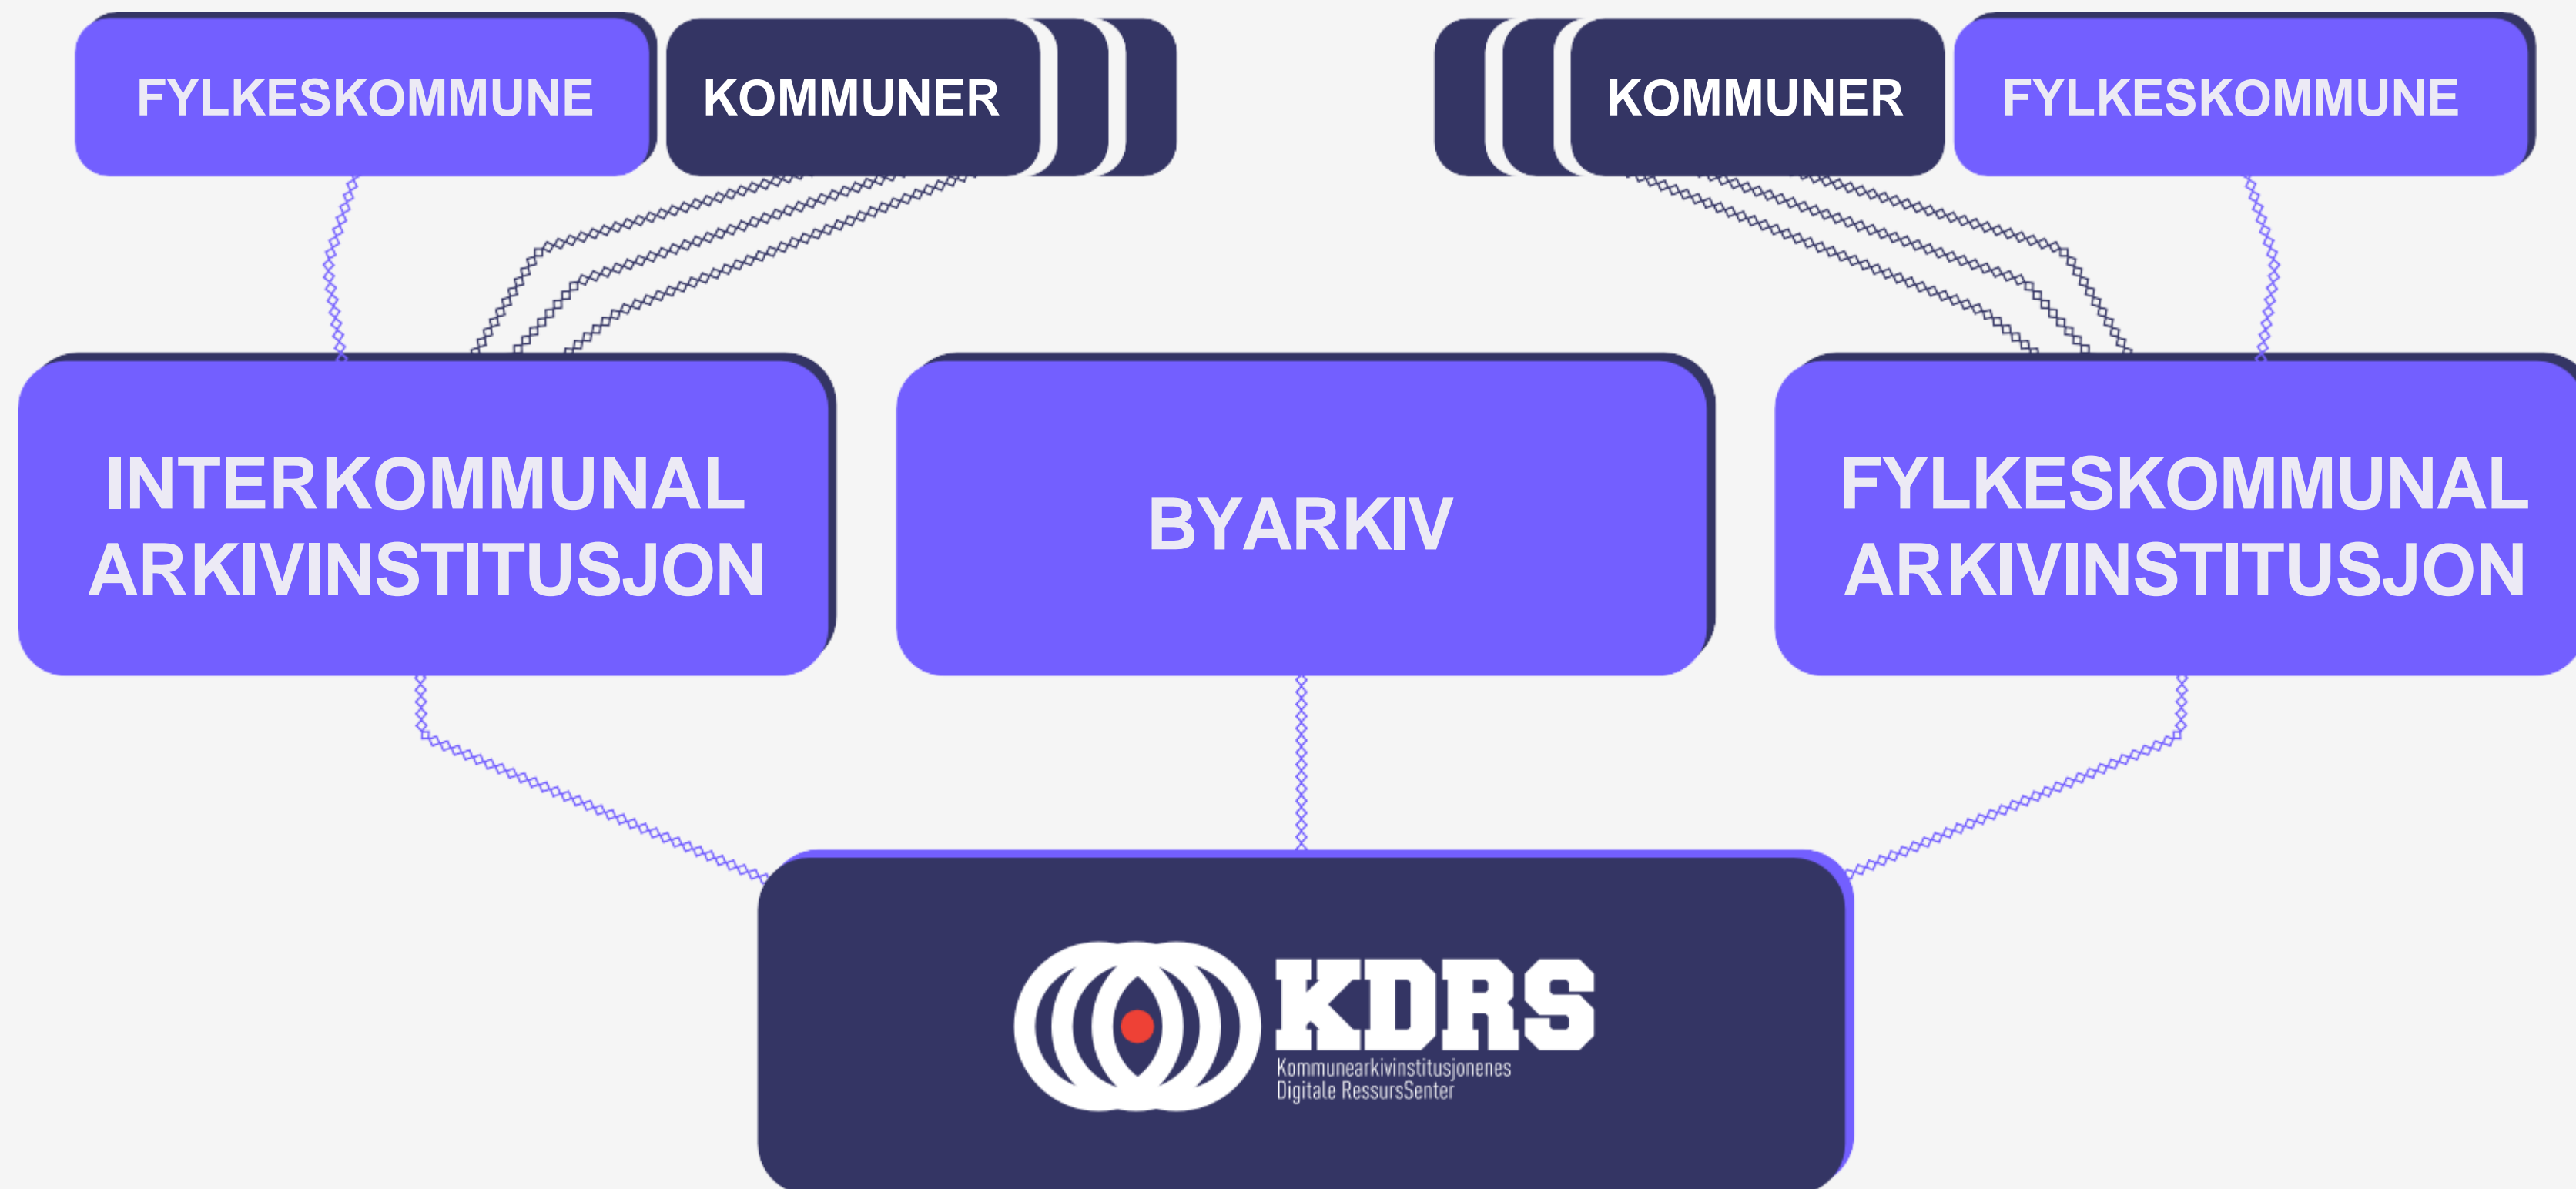 FYLKESKOMMUNE
KOMMUNER
KOMMUNER
FYLKESKOMMUNE
INTERKOMMUNAL
ARKIVINSTITUSJON
BYARKIV
FYLKESKOMMUNAL
ARKIVINSTITUSJON
KDRS
Kommunearkivinstitusjonenes
Digitale RessursSenter